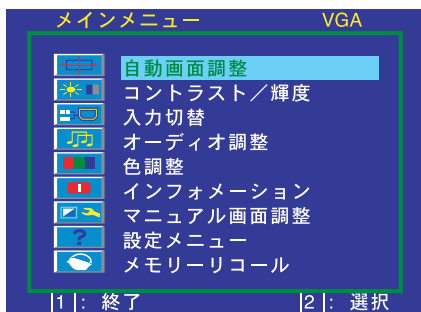 メインメニュー VGA
自動画面調整
コントラスト／輝度
入力切替
オーディオ調整
色調整
インフォメーション
マニュアル画面調整
設定メニュー
メモリーリコール
|1|： 終了 |2|： 選択